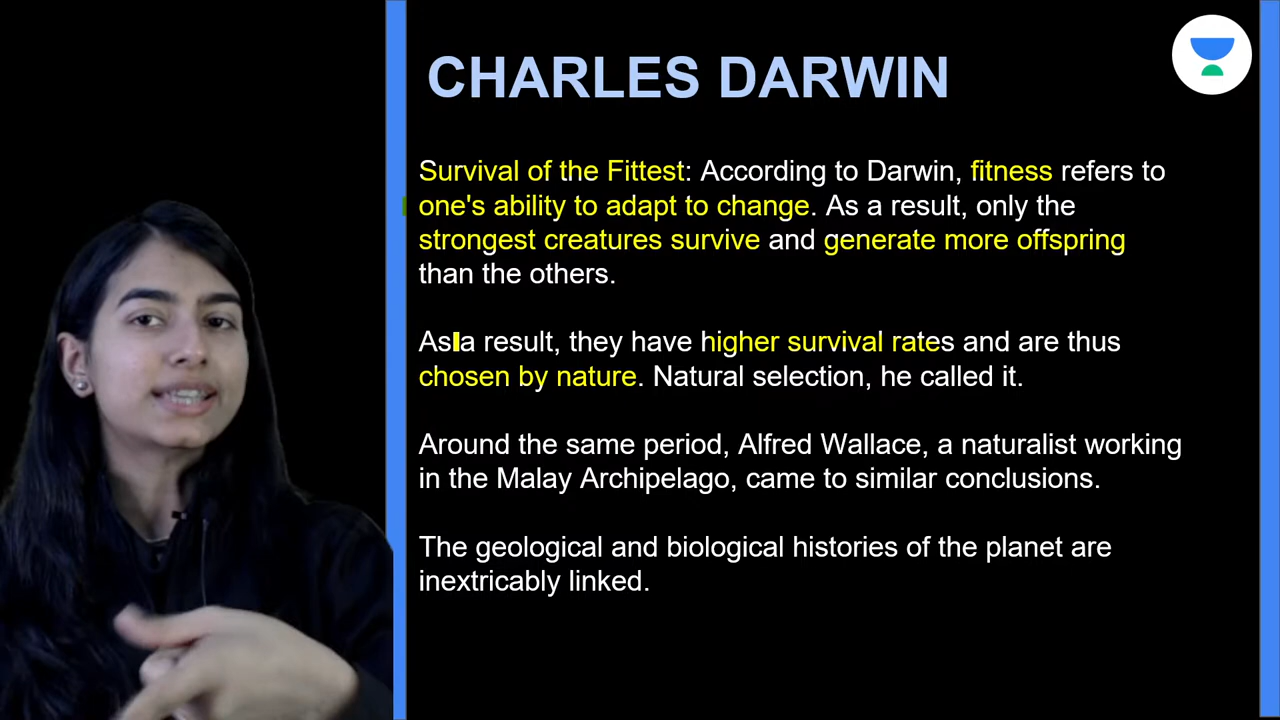 CHARLES DARWIN
Survival of the Fittest: According to Darwin, fitness refers to
one's ability to adapt to change. As a result, only the
strongest creatures survive and generate more offspring
than the others.
As a result, they have higher survival rates and are thus
chosen by nature. Natural selection, he called it.
Around the same period, Alfred Wallace, a naturalist working
in the Malay Archipelago, came to similar conclusions.
The geological and biological histories of the planet are
inextricably linked.